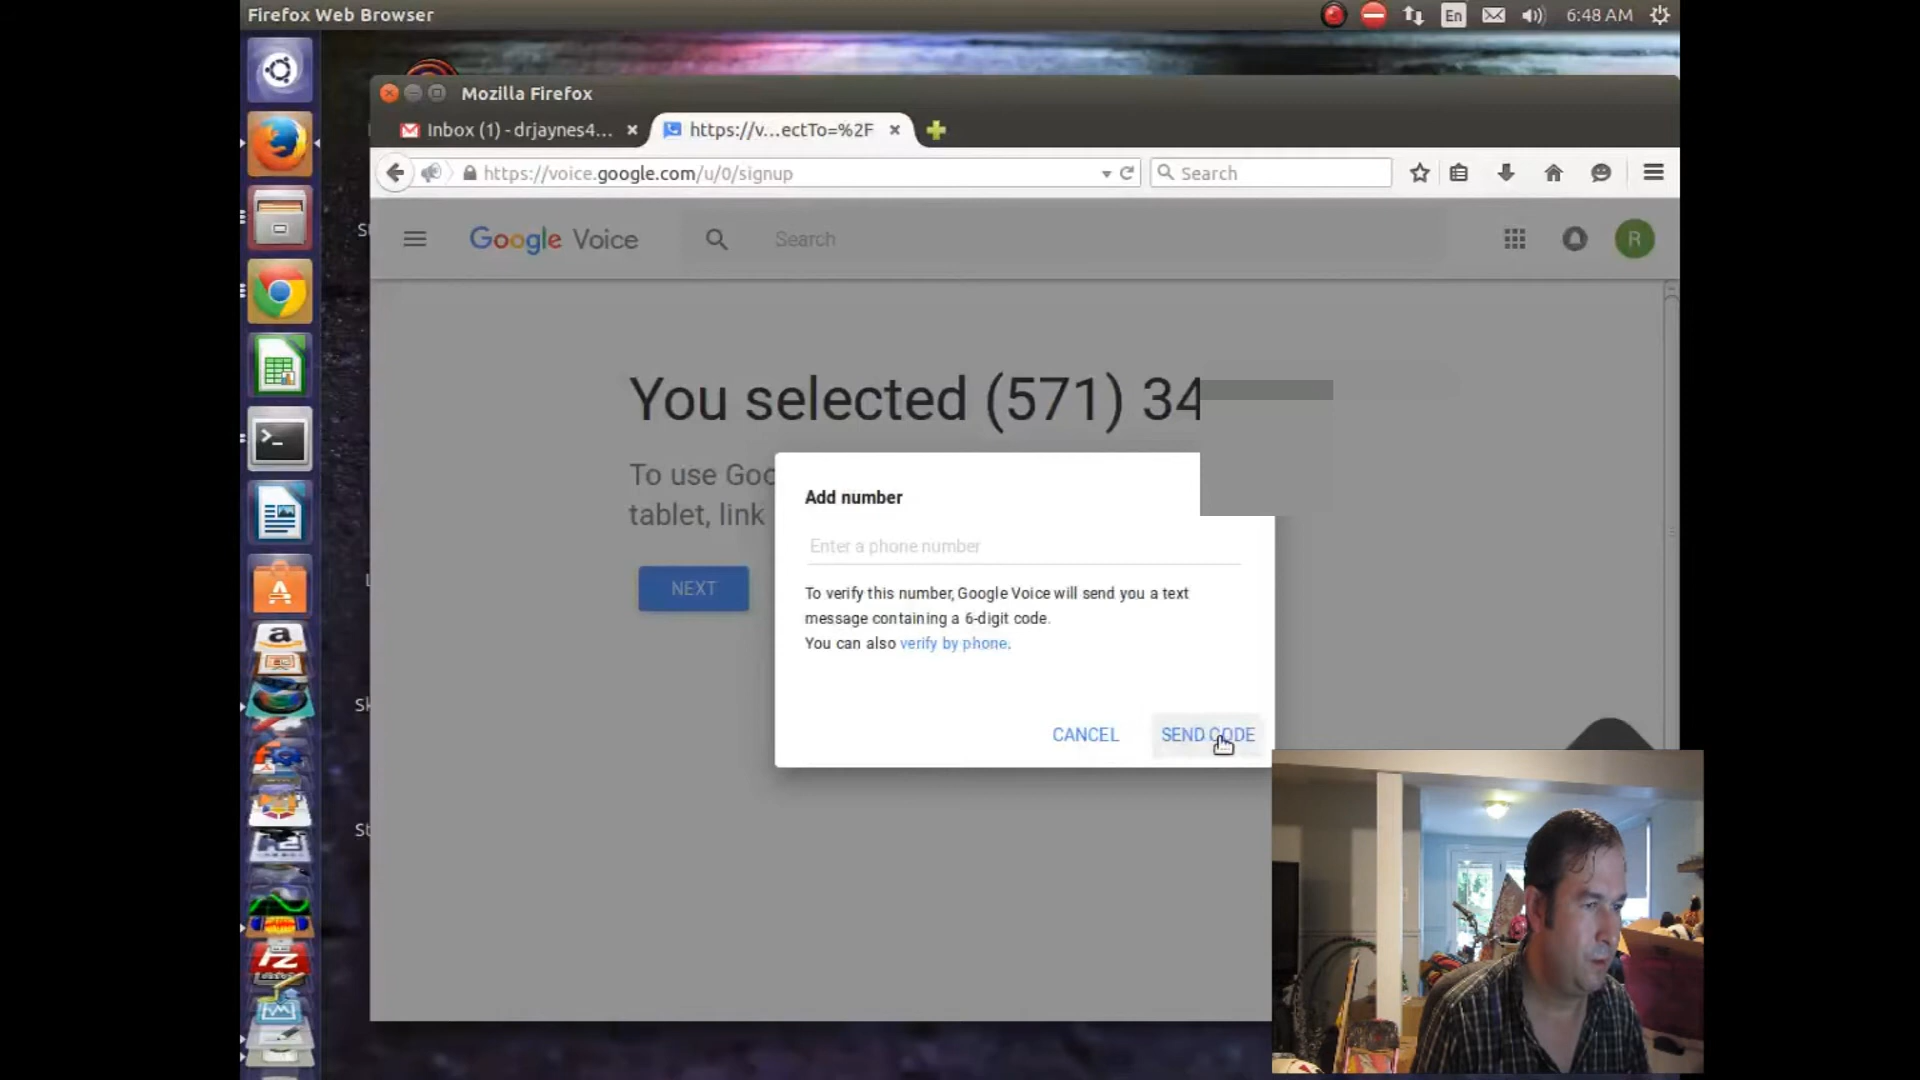 Firefox Web Browser
En
6:48 AM
Mozilla Firefox
Inbox (1) - drjaynes4...
https://v...ectTo=%2F
https://voice.google.com/u/0/signup
Search
Google Voice
Search
R
You selected (571) 34
To use Goo
tablet, link
NEXT
Add number
Enter a phone number
To verify this number, Google Voice will send you a text
message containing a 6-digit code.
You can also verify by phone.
CANCEL
SEND CODE